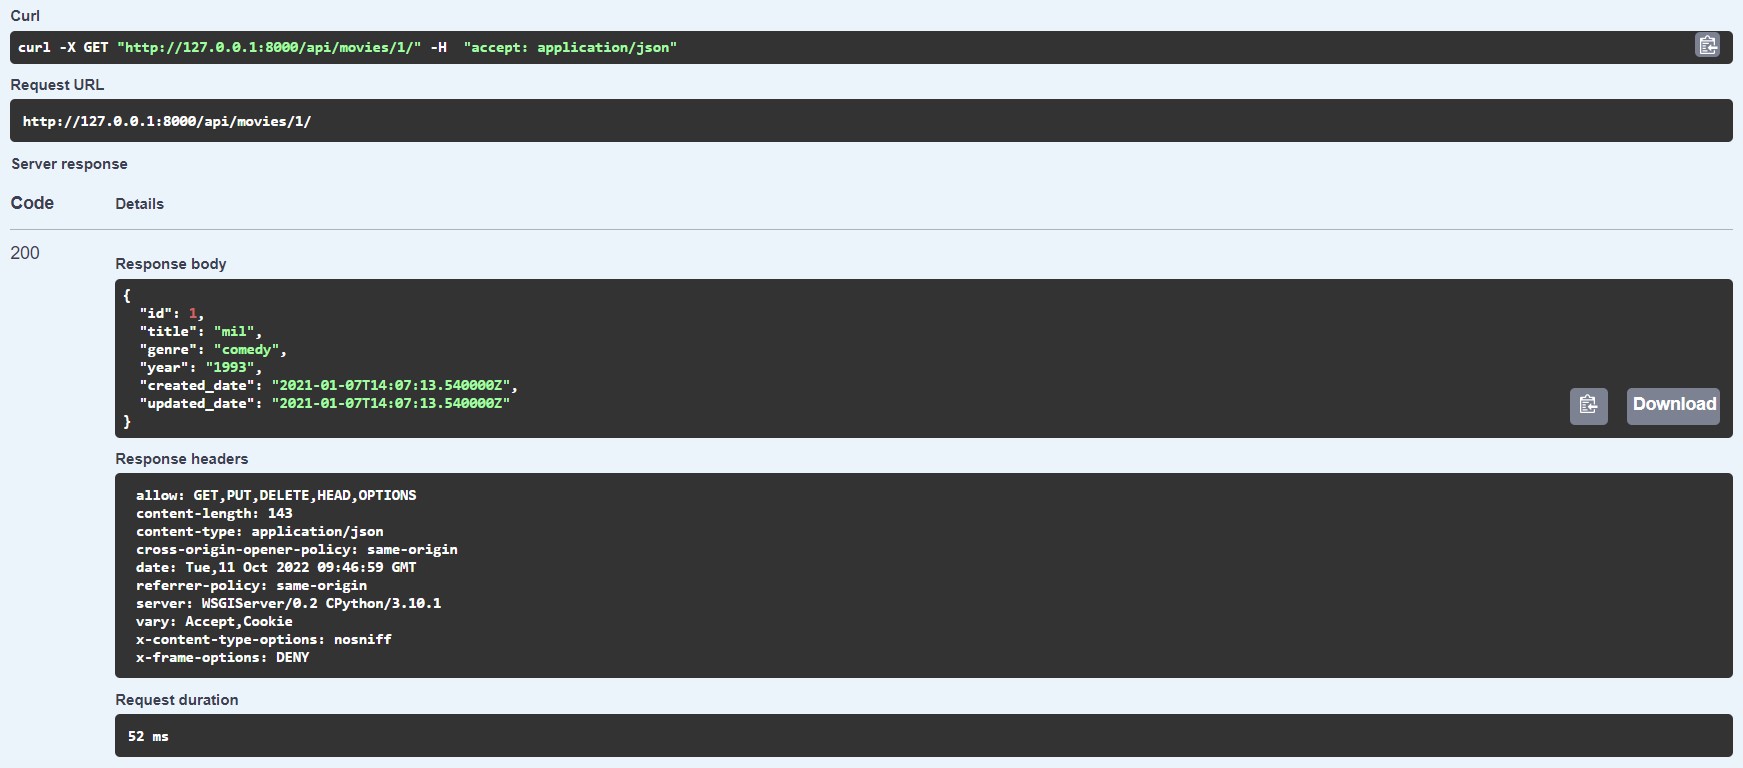 Curl
curl -X GET "http://127.0.0.1:8000/api/movies/1/" -H  "accept: application/json"
Request URL
http://127.0.0.1:8000/api/movies/1/
Server response
Code Details
200
Response body
{
  "id": 1,
  "title": "mil",
  "genre": "comedy",
  "year": "1993",
  "created_date": "2021-01-07T14:07:13.540000Z",
  "updated_date": "2021-01-07T14:07:13.540000Z"
}
Download
Response headers
allow: GET,PUT,DELETE,HEAD,OPTIONS
content-length: 143
content-type: application/json
cross-origin-opener-policy: same-origin
date: Tue,11 Oct 2022 09:46:59 GMT
referrer-policy: same-origin
server: WSGIServer/0.2 CPython/3.10.1
vary: Accept,Cookie
x-content-type-options: nosniff
x-frame-options: DENY
Request duration
52 ms